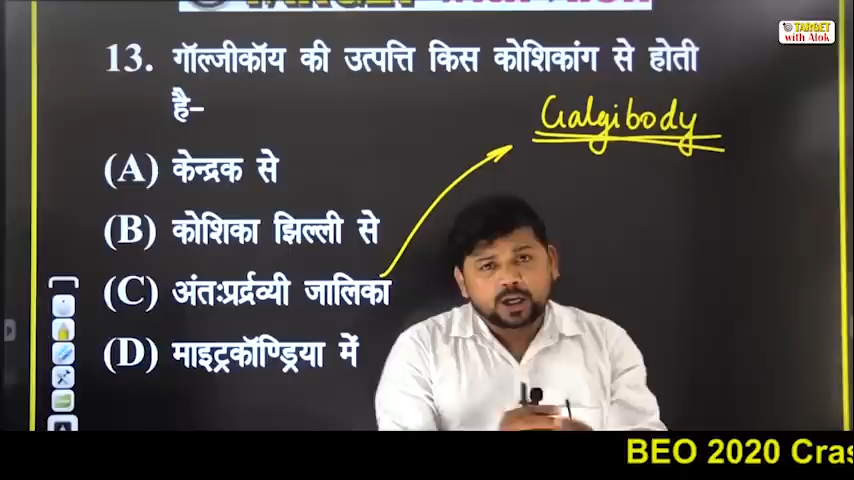 TARGET
with Alok
13. गॉल्जीकॉय की उत्पत्ति किस कोशिकांग से होती
है-
Galgibody
(A) केन्द्रक से
(B) कोशिका झिल्ली से
(C) अंतःप्रर्द्रव्यी जालिका
(D) माइट्रकॉण्ड्रिया में
BEO 2020 Cras